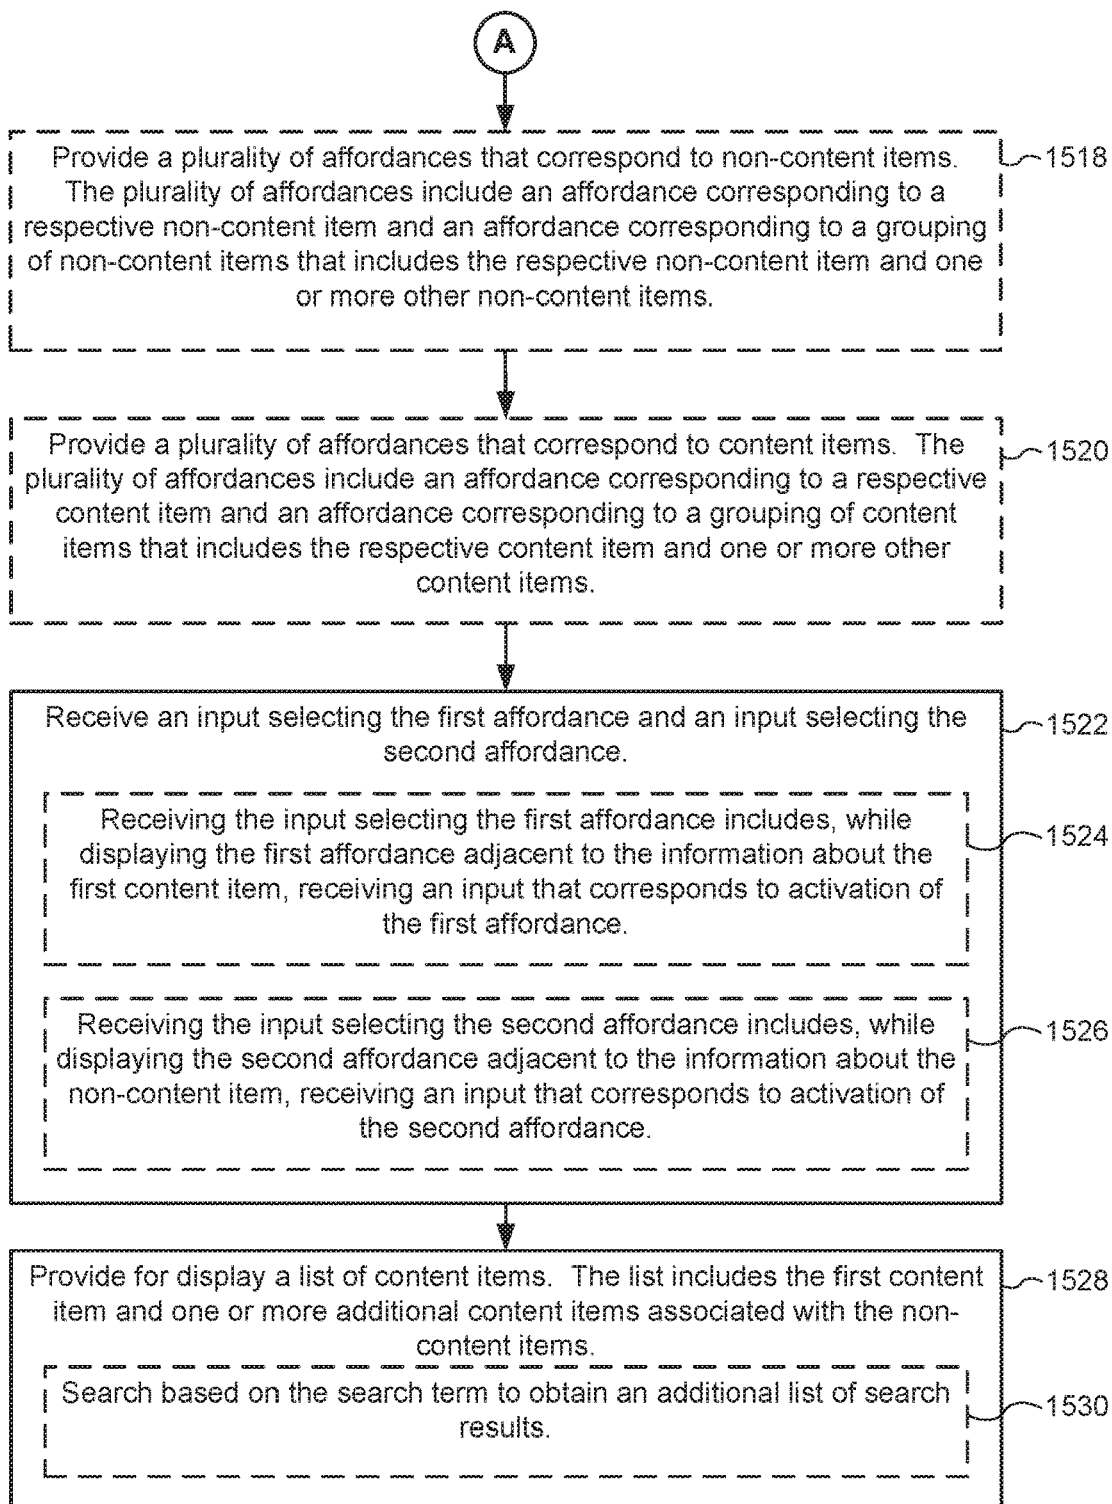 A
Provide a plurality of affordances that correspond to non-content items.
The plurality of affordances include an affordance corresponding to a
respective non-content item and an affordance corresponding to a grouping
of non-content items that includes the respective non-content item and one
or more other non-content items.
1518
Provide a plurality of affordances that correspond to content items. The
plurality of affordances include an affordance corresponding to a respective
content item and an affordance corresponding to a grouping of content
items that includes the respective content item and one or more other
content items.
1520
Receive an input selecting the first affordance and an input selecting the
second affordance.
1522
Receiving the input selecting the first affordance includes, while
displaying the first affordance adjacent to the information about the
first content item, receiving an input that corresponds to activation of
the first affordance.
1524
Receiving the input selecting the second affordance includes, while
displaying the second affordance adjacent to the information about the
non-content item, receiving an input that corresponds to activation of
the second affordance.
1526
Provide for display a list of content items. The list includes the first content
item and one or more additional content items associated with the non-
content items.
1528
Search based on the search term to obtain an additional list of search
results.
1530